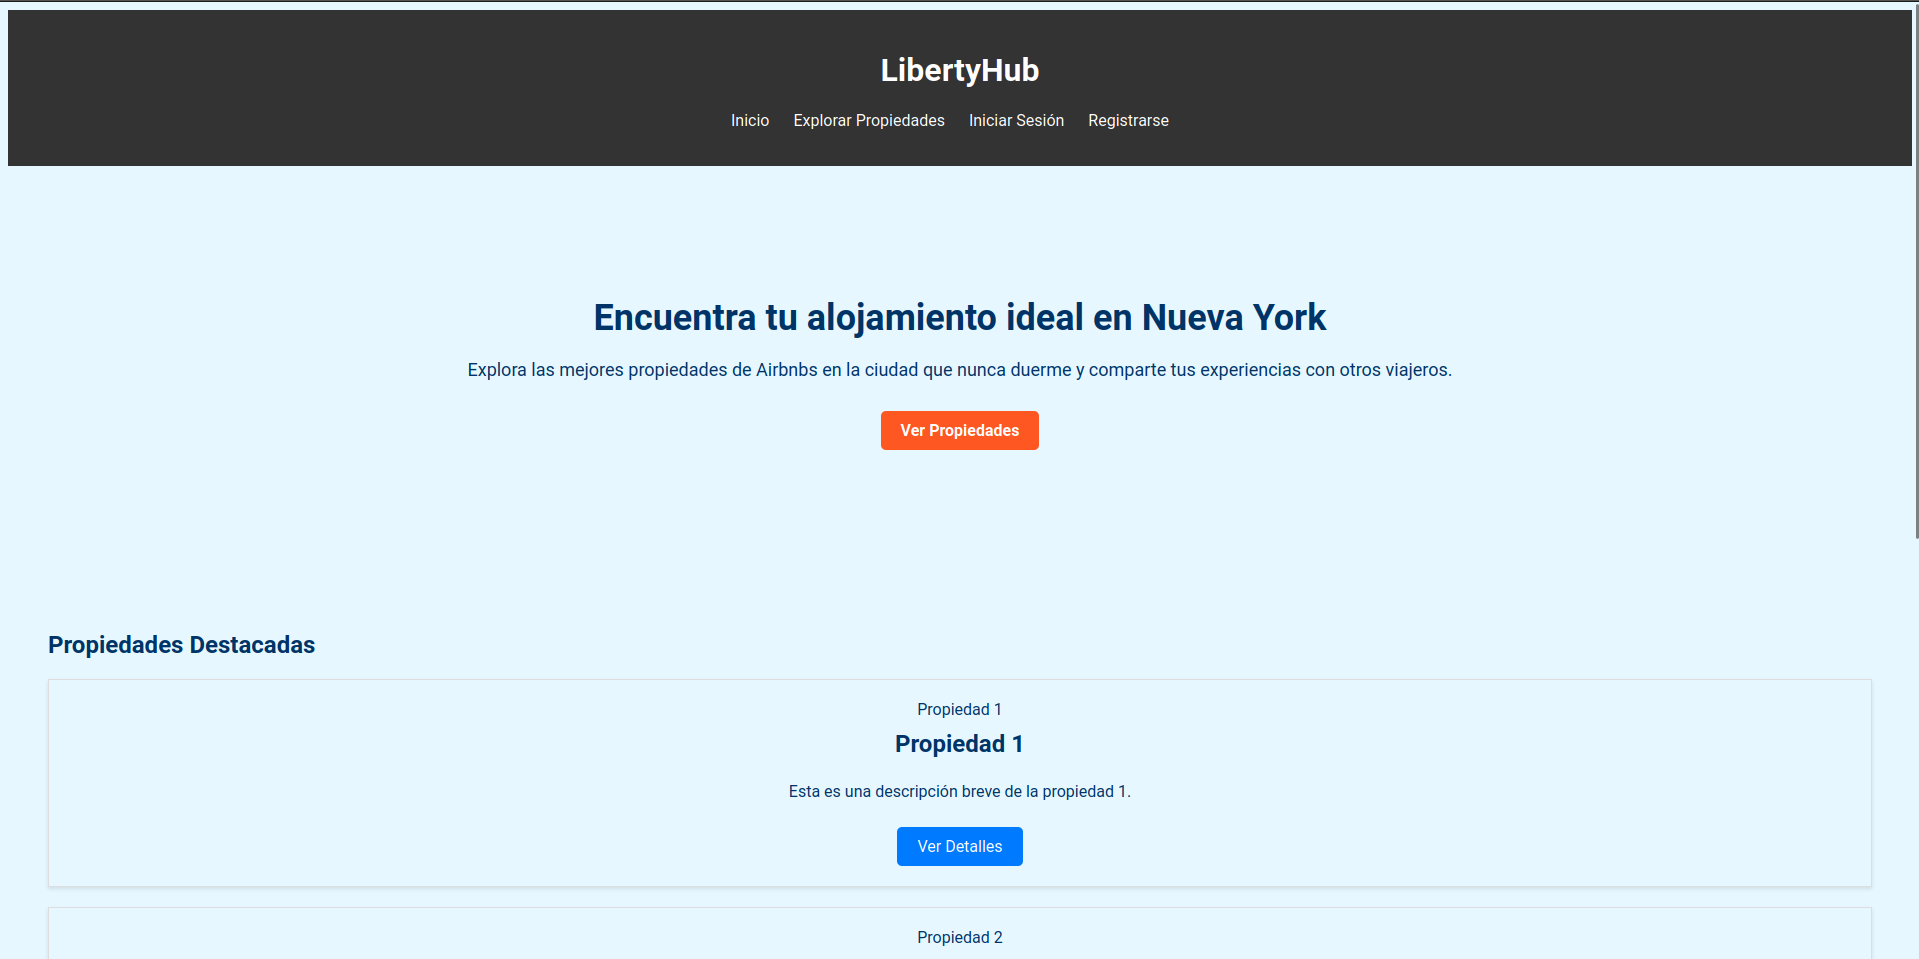 LibertyHub
Inicio Explorar Propiedades Iniciar Sesión Registrarse
Encuentra tu alojamiento ideal en Nueva York
Explora las mejores propiedades de Airbnbs en la ciudad que nunca duerme y comparte tus experiencias con otros viajeros.
Ver Propiedades
Propiedades Destacadas
Propiedad 1
Propiedad 1
Esta es una descripción breve de la propiedad 1.
Ver Detalles
Propiedad 2